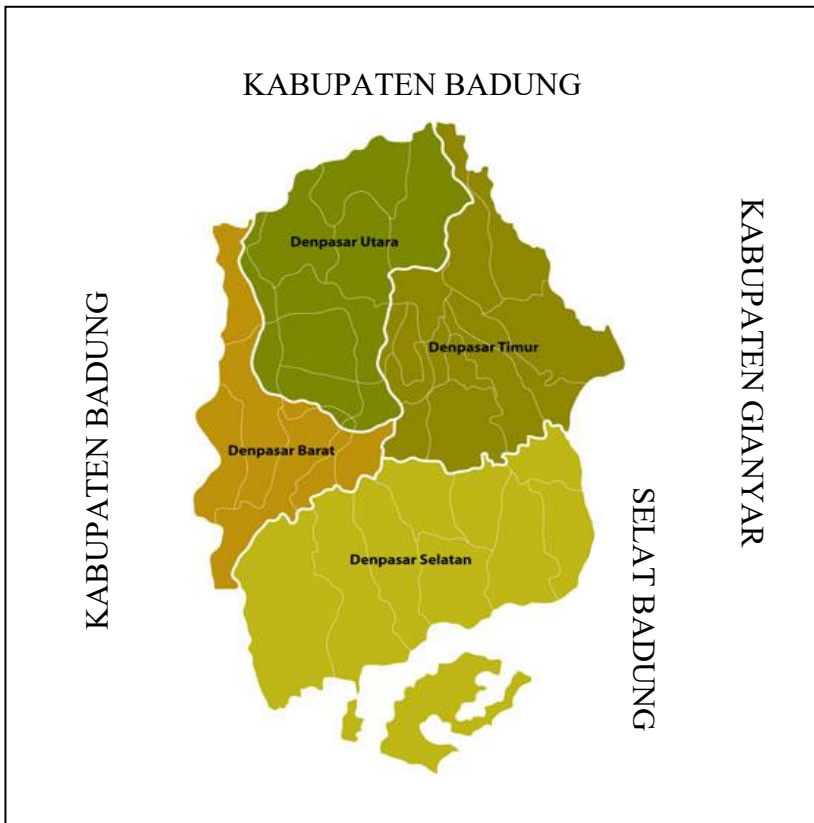 KABUPATEN BADUNG
Denpasar Utara
KABUPATEN GIANYAR
KABUPATEN BADUNG
Denpasar Timur
Denpasar Barat
SELAT BADUNG
Denpasar Selatan